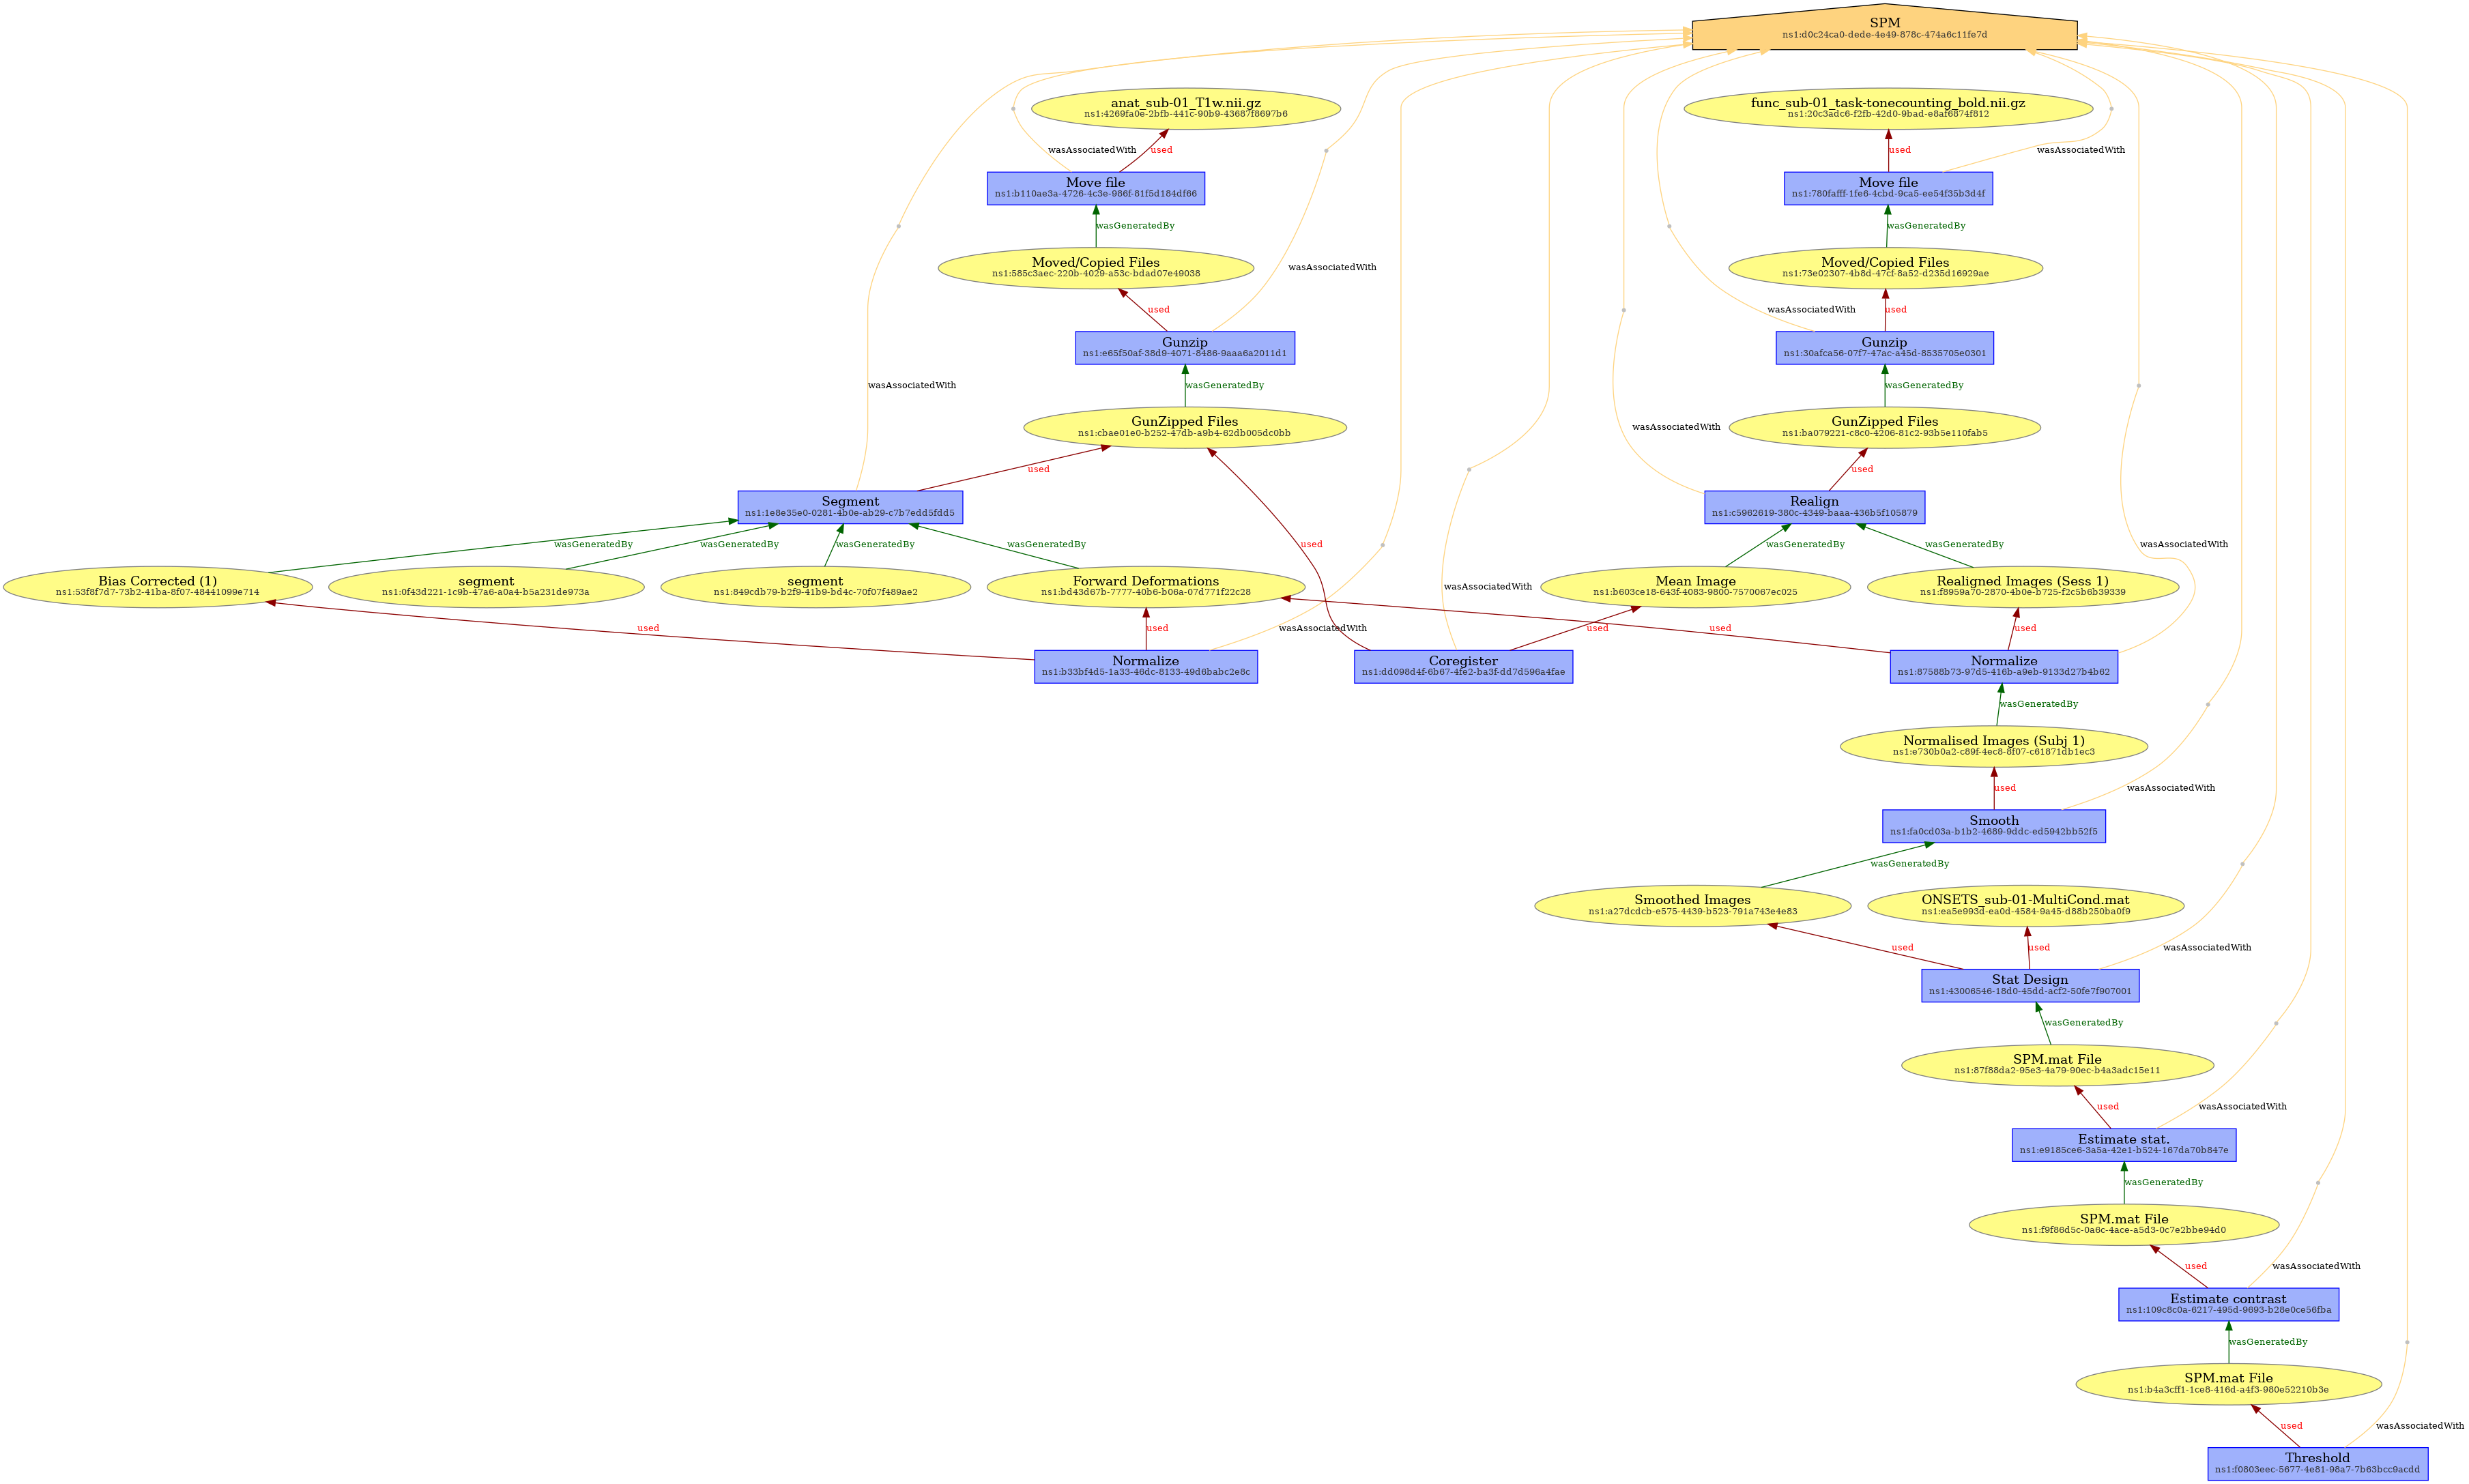 SPM
ns1:d0c24ca0-dede-4e49-878c-474a6c11fe7d
anat_sub-01_T1w.nii.gz
ns1:4269fa0e-2bfb-441c-90b9-43687f8697b6
func_sub-01_task-tonecounting_bold.nii.gz
ns1:20c3adc6-f2fb-42d0-9bad-e8af6874f812
wasAssociatedWith
used
used
wasAssociatedWith
Move file
ns1:b110ae3a-4726-4c3e-986f-81f5d184df66
Move file
ns1:780fafff-1fe6-4cbd-9ca5-ee54f35b3d4f
wasGeneratedBy
wasGeneratedBy
Moved/Copied Files
ns1:585c3aec-220b-4029-a53c-bdad07e49038
wasAssociatedWith
Moved/Copied Files
ns1:73e02307-4b8d-47cf-8a52-d235d16929ae
used
wasAssociatedWith
used
Gunzip
ns1:e65f50af-38d9-4071-8486-9aaa6a2011d1
Gunzip
ns1:30afca56-07f7-47ac-a45d-8535705e0301
wasAssociatedWith
wasGeneratedBy
wasGeneratedBy
GunZipped Files
ns1:cbae01e0-b252-47db-a9b4-62db005dc0bb
wasAssociatedWith
GunZipped Files
ns1:ba079221-c8c0-4206-81c2-93b5e110fab5
used
used
Segment
ns1:1e8e35e0-0281-4b0e-ab29-c7b7edd5fdd5
Realign
ns1:c5962619-380c-4349-baaa-436b5f105879
wasGeneratedBy
wasGeneratedBy
wasGeneratedBy
wasGeneratedBy
used
wasGeneratedBy
wasGeneratedBy
wasAssociatedWith
Bias Corrected (1)
ns1:53f8f7d7-73b2-41ba-8f07-48441099e714
segment
ns1:0f43d221-1c9b-47a6-a0a4-b5a231de973a
segment
ns1:849cdb79-b2f9-41b9-bd4c-70f07f489ae2
Forward Deformations
ns1:bd43d67b-7777-40b6-b06a-07d771f22c28
wasAssociatedWith
Mean Image
ns1:b603ce18-643f-4083-9800-7570067ec025
Realigned Images (Sess 1)
ns1:f8959a70-2870-4b0e-b725-f2c5b6b39339
used
used
wasAssociatedWith
used
used
used
Normalize
ns1:b33bf4d5-1a33-46dc-8133-49d6babc2e8c
Coregister
ns1:dd098d4f-6b67-4fe2-ba3f-dd7d596a4fae
Normalize
ns1:87588b73-97d5-416b-a9eb-9133d27b4b62
wasGeneratedBy
Normalised Images (Subj 1)
ns1:e730b0a2-c89f-4ec8-8f07-c61871db1ec3
used
wasAssociatedWith
Smooth
ns1:fa0cd03a-b1b2-4689-9ddc-ed5942bb52f5
wasGeneratedBy
Smoothed Images
ns1:a27dcdcb-e575-4439-b523-791a743e4e83
ONSETS_sub-01-MultiCond.mat
ns1:ea5e993d-ea0d-4584-9a45-d88b250ba0f9
used
used
wasAssociatedWith
Stat Design
ns1:43006546-18d0-45dd-acf2-50fe7f907001
wasGeneratedBy
SPM.mat File
ns1:87f88da2-95e3-4a79-90ec-b4a3adc15e11
used
wasAssociatedWith
Estimate stat.
ns1:e9185ce6-3a5a-42e1-b524-167da70b847e
wasGeneratedBy
SPM.mat File
ns1:f9f86d5c-0a6c-4ace-a5d3-0c7e2bbe94d0
used
wasAssociatedWith
Estimate contrast
ns1:109c8c0a-6217-495d-9693-b28e0ce56fba
wasGeneratedBy
SPM.mat File
ns1:b4a3cff1-1ce8-416d-a4f3-980e52210b3e
used
wasAssociatedWith
Threshold
ns1:f0803eec-5677-4e81-98a7-7b63bcc9acdd